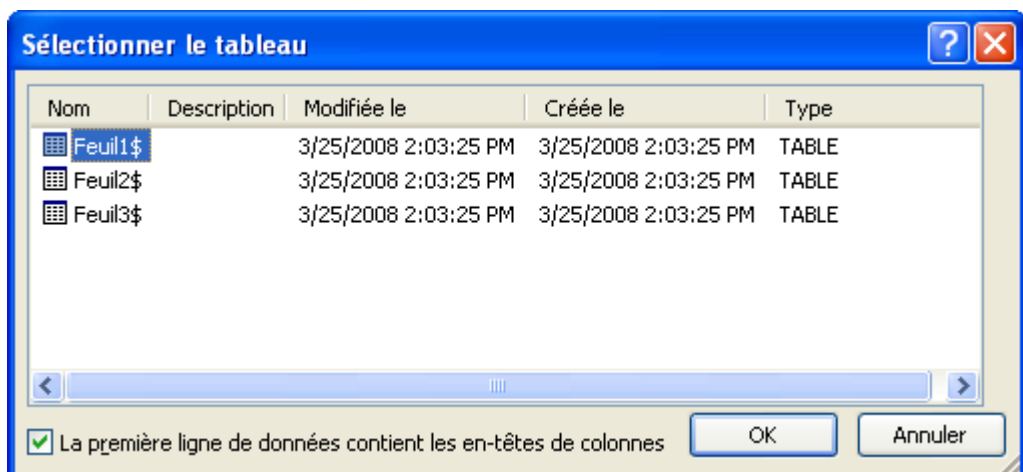 Sélectionner le tableau
Nom Description Modifiée le Créée le Type
Feuil1$ 3/25/2008 2:03:25 PM 3/25/2008 2:03:25 PM TABLE
Feuil2$ 3/25/2008 2:03:25 PM 3/25/2008 2:03:25 PM TABLE
Feuil3$ 3/25/2008 2:03:25 PM 3/25/2008 2:03:25 PM TABLE
La première ligne de données contient les en-têtes de colonnes OK Annuler